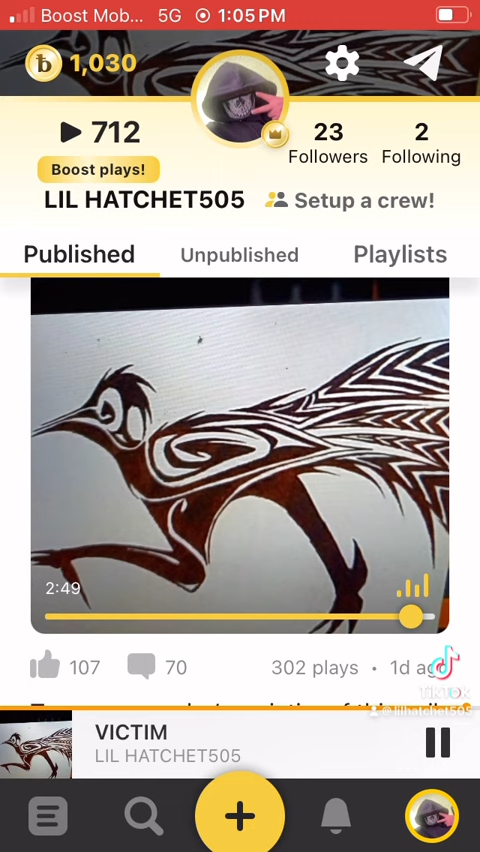 Boost Mob... 5G 1:05 PM
1,030
712
Boost plays!
23
Followers
2
Following
LIL HATCHET505
Setup a crew!
Published
Unpublished
Playlists
2:49
107
70
302 plays • 1d ago
TikTok
@lilhatchet505
VICTIM
LIL HATCHET505